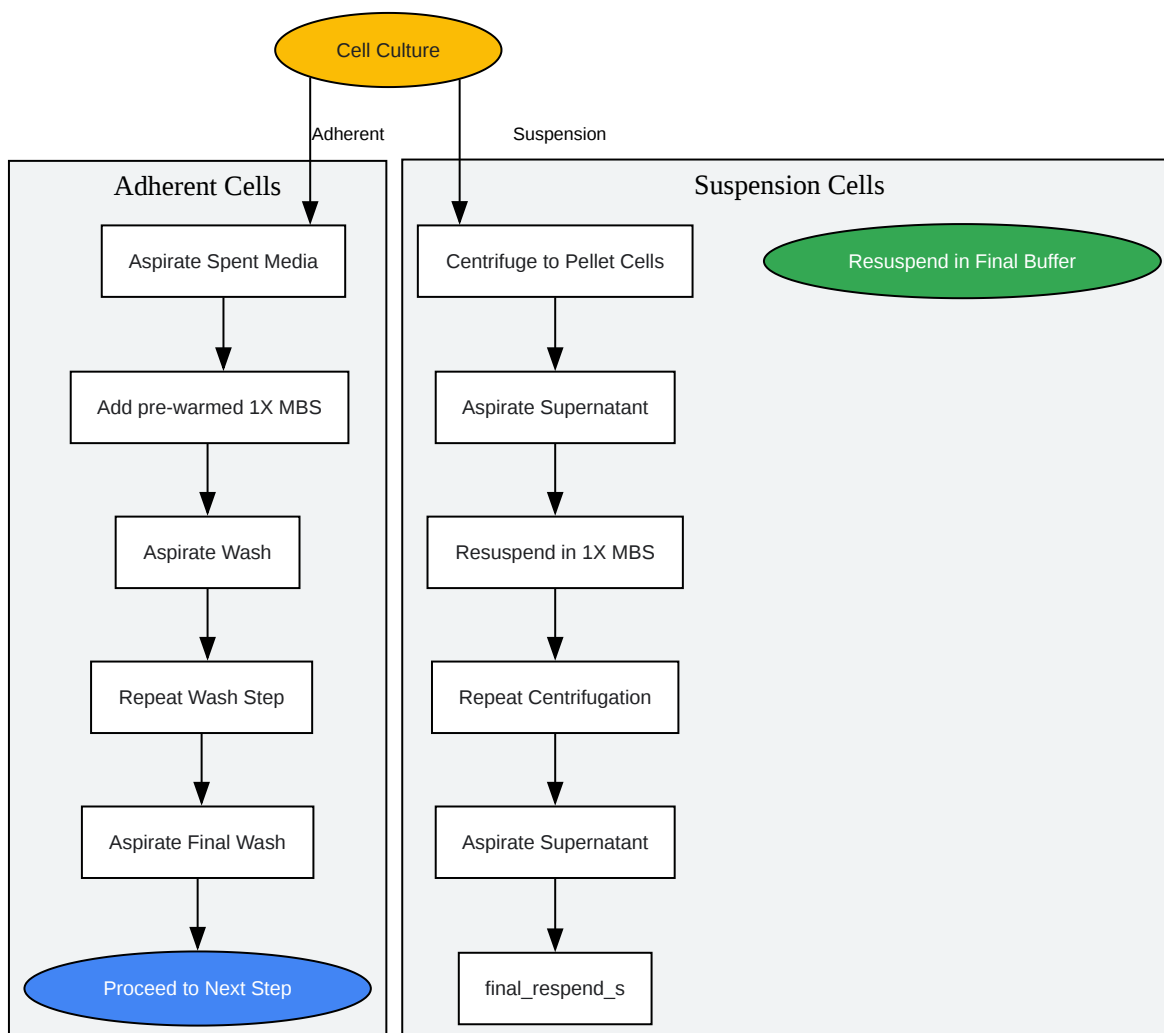 Cell Culture
Adherent
Suspension
Adherent Cells
Aspirate Spent Media
Add pre-warmed 1X MBS
Aspirate Wash
Repeat Wash Step
Aspirate Final Wash
Proceed to Next Step
Suspension Cells
Centrifuge to Pellet Cells
Aspirate Supernatant
Resuspend in 1X MBS
Repeat Centrifugation
Aspirate Supernatant
final_respend_s
Resuspend in Final Buffer